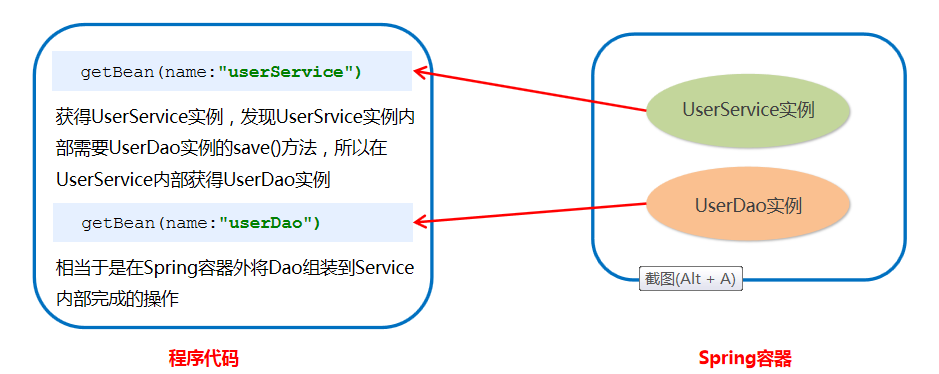 getBean(name:"userService")
获得UserService实例，发现UserSrvice实例内
部需要UserDao实例的save()方法，所以在
UserService内部获得UserDao实例
getBean(name:"userDao")
相当于是在Spring容器外将Dao组装到Service
内部完成的操作
程序代码
UserService实例
UserDao实例
截图(Alt + A)
Spring容器